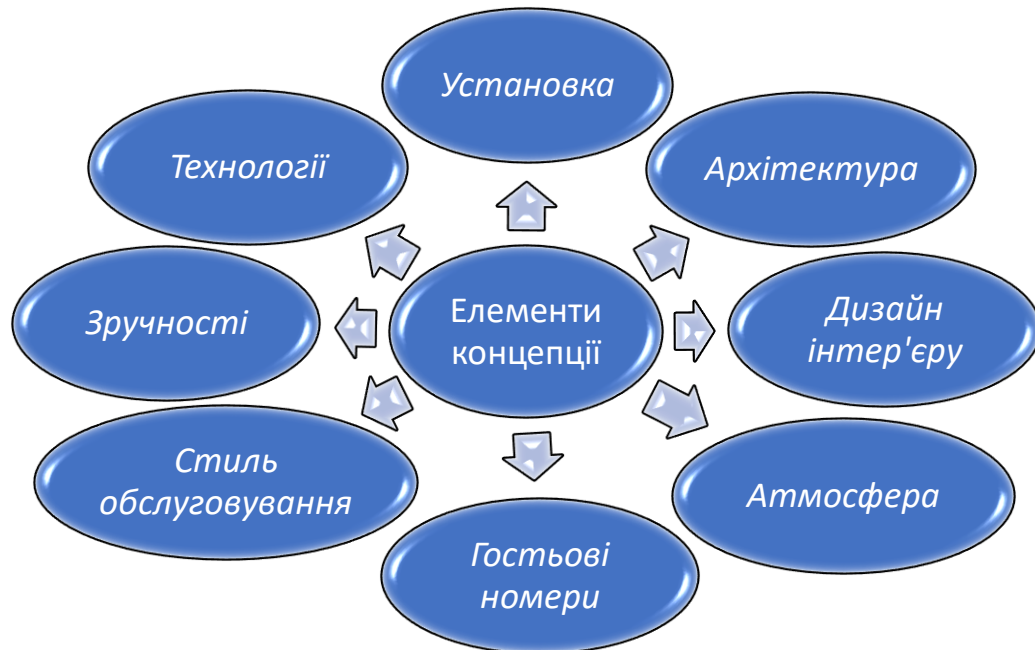 Установка
Технології
Архітектура
Зручності
Елементи
концепції
Дизайн
інтер'єру
Стиль
обслуговування
Атмосфера
Гостьові
номери